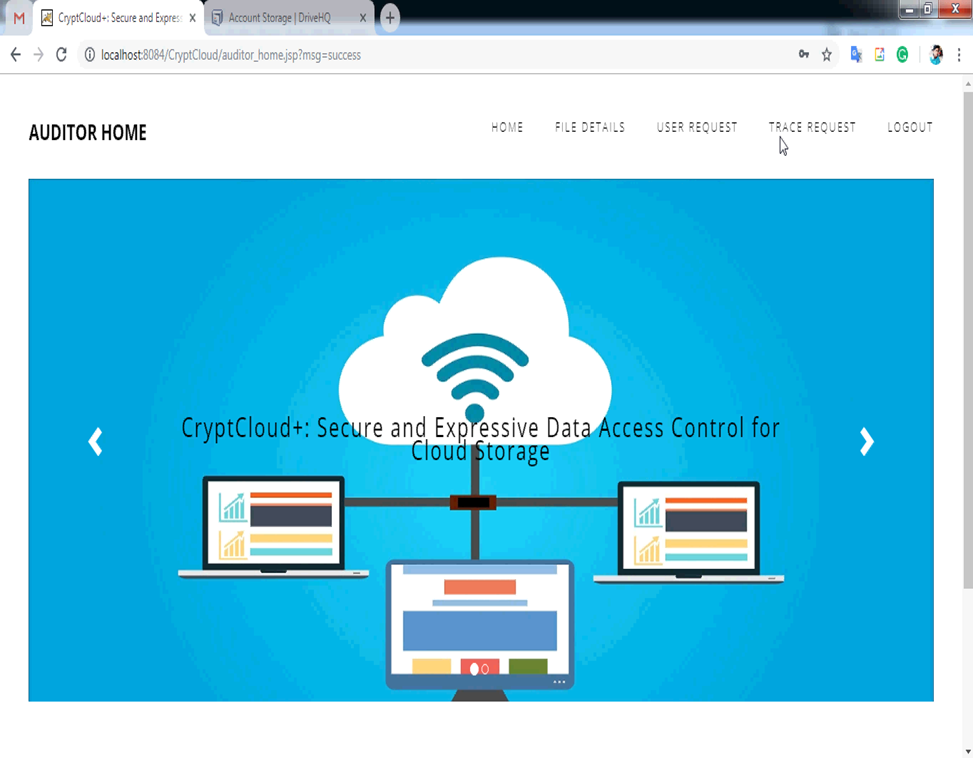 CryptCloud+: Secure and Express
Account Storage | DriveHQ
localhost:8084/CryptCloud/auditor_home.jsp?msg=success
AUDITOR HOME
HOME
FILE DETAILS
USER REQUEST
TRACE REQUEST
LOGOUT
CryptCloud+: Secure and Expressive Data Access Control for
Cloud Storage